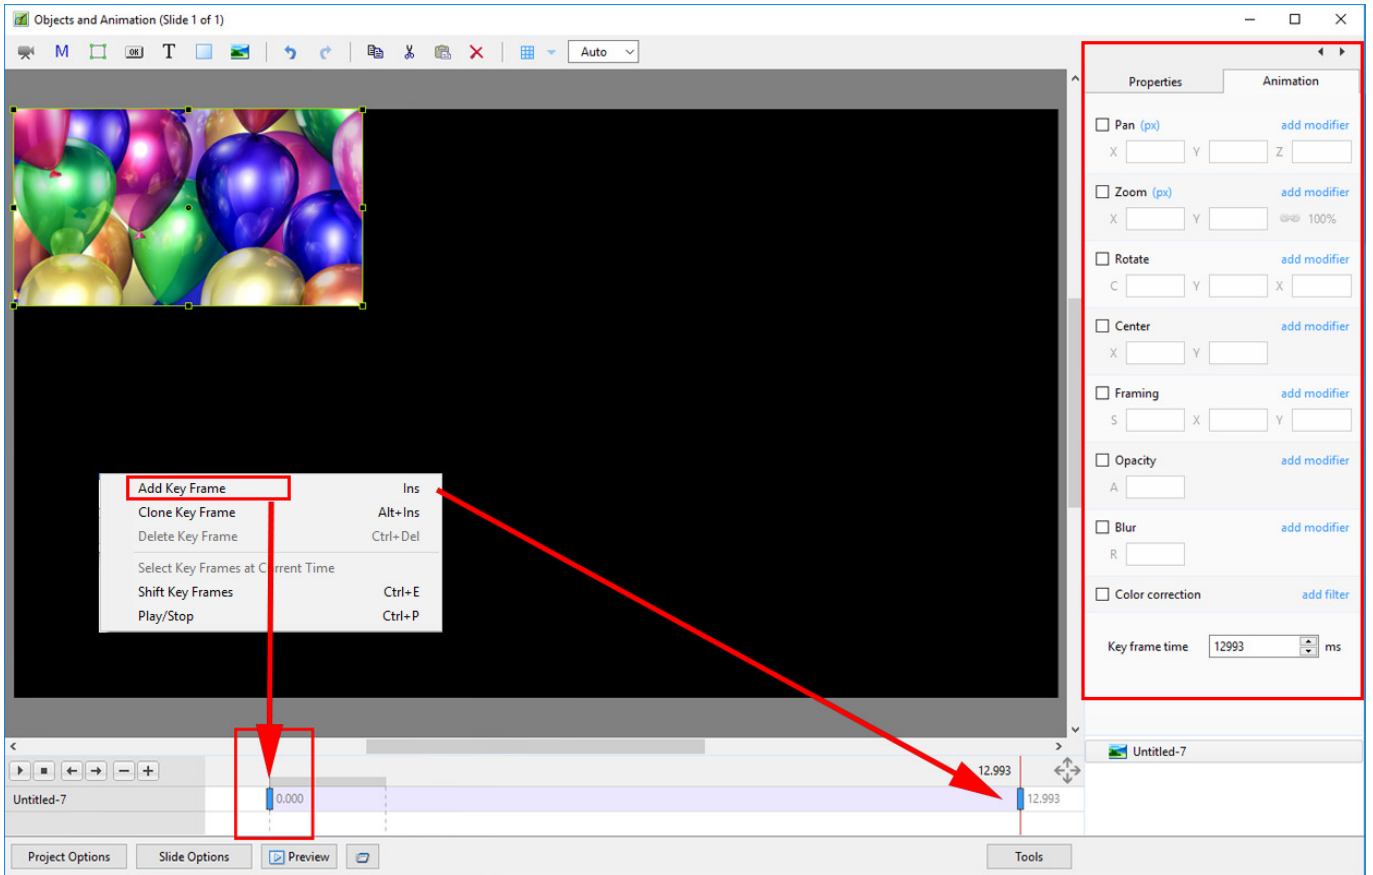 Objects and Animation (Slide 1 of 1)
M OK T Auto
Properties Animation
Pan (px) add modifier
X Y Z
Zoom (px) add modifier
X Y 100%
Rotate add modifier
C Y X
Center add modifier
X Y
Framing add modifier
S X Y
Opacity add modifier
A
Blur add modifier
R
Color correction add filter
Key frame time 12993 ms
Add Key Frame Ins
Clone Key Frame Alt+Ins
Delete Key Frame Ctrl+Del
Select Key Frames at Current Time
Shift Key Frames Ctrl+E
Play/Stop Ctrl+P
Untitled-7
12.993
Untitled-7 0.000 12.993
Project Options Slide Options Preview Tools